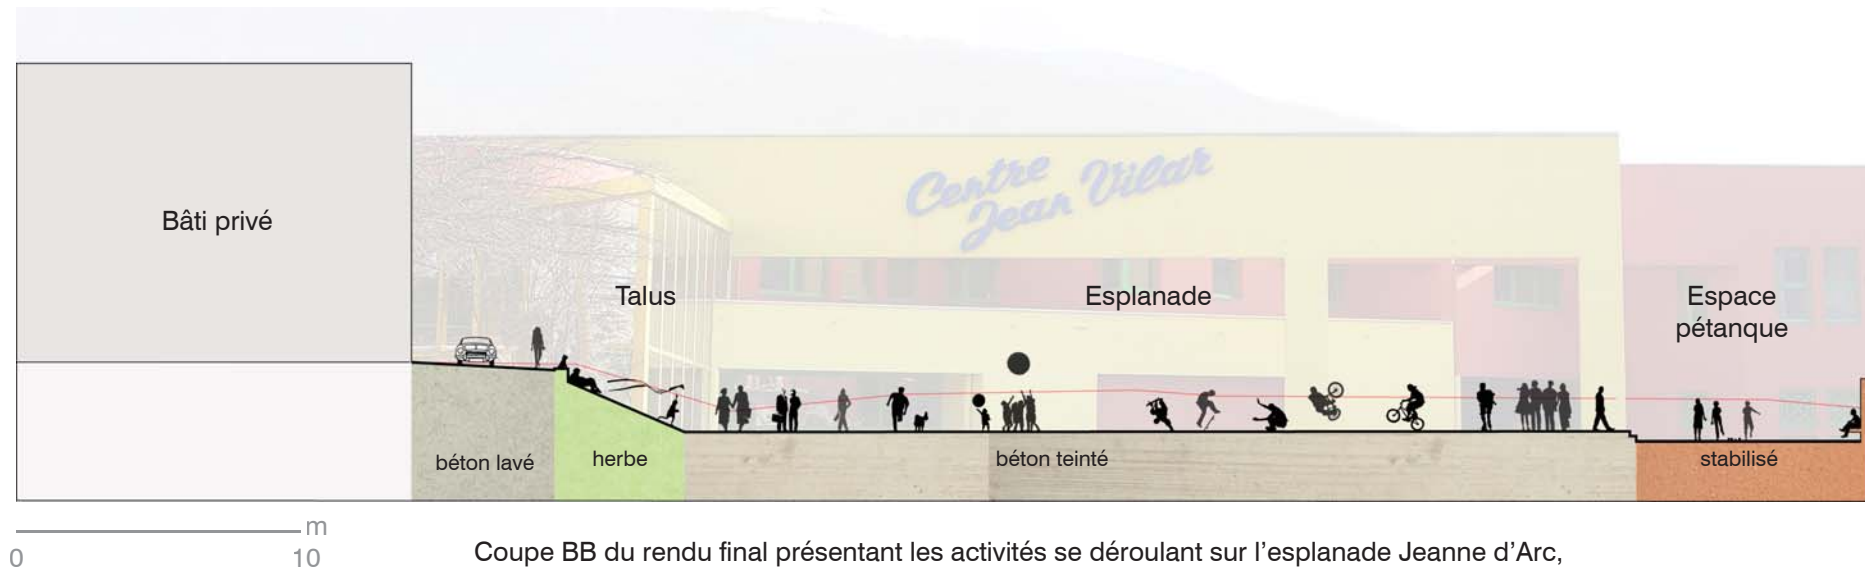 Centre
Jean Vilar
Bâti privé
Talus
Esplanade
Espace
pétanque
béton lavé
herbe
béton teinté
stabilisé
m
0
10
Coupe BB du rendu final présentant les activités se déroulant sur l’esplanade Jeanne d’Arc,